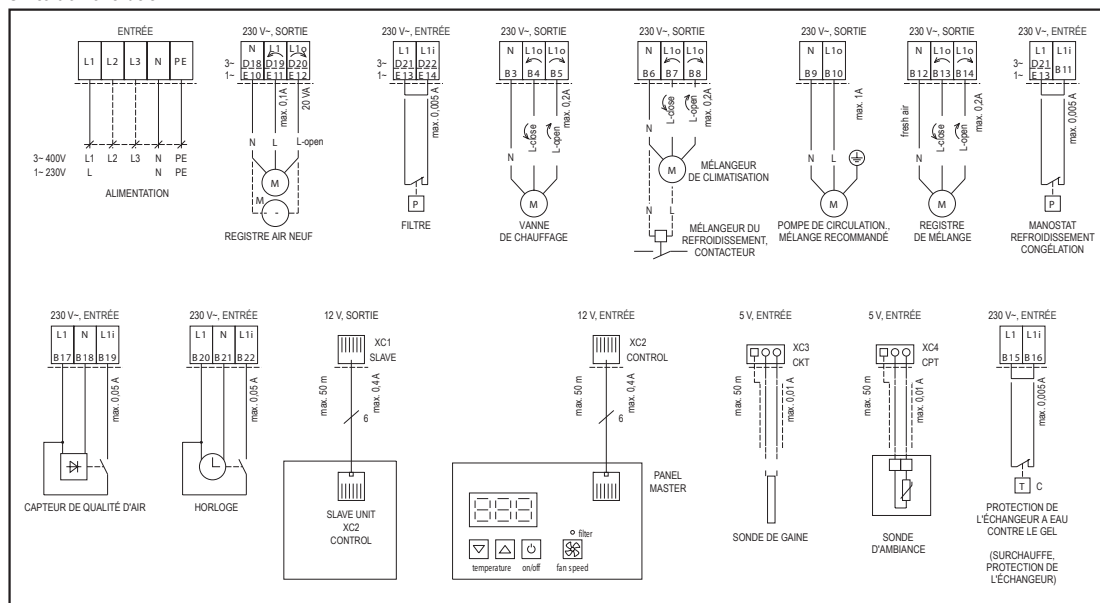 ENTRÉE
L1 L2 L3 N PE
3~ 400V L1 L2 L3 N PE
1~ 230V L N PE
ALIMENTATION
230 V~, SORTIE
N L1 L1o
3~ D18 D19 D20
1~ E10 E11 E12
max. 0,1A
20 VA
N L L-open
M
M
~
REGISTRE AIR NEUF
230 V~, ENTRÉE
L1 L1i
3~ D21 D22
1~ E13 E14
max. 0,005 A
P
FILTRE
230 V~, SORTIE
N L1o L1o
B3 B4 B5
max. 0,2A
L-close
L-open
N
M
VANNE
DE CHAUFFAGE
230 V~, SORTIE
N L1o L1o
B6 B7 B8
max. 0,2A
L-close
L-open
N
M
MÉLANGEUR
DE CLIMATISATION
N L
MÉLANGEUR DU
REFROIDISSEMENT,
CONTACTEUR
230 V~, SORTIE
N L1o
B9 B10
max. 1A
N L
M
POMPE DE CIRCULATION.,
MÉLANGE RECOMMANDÉ
230 V~, SORTIE
N L1o L1o
B12 B13 B14
fresh air
max. 0,2A
L-close
L-open
N
M
REGISTRE
DE MÉLANGE
230 V~, ENTRÉE
L1 L1i
3~ D21
1~ E13 B11
max. 0,005 A
P
MANOSTAT
REFROIDISSEMENT
CONGÉLATION
230 V~, ENTRÉE
L1 N L1i
B17 B18 B19
max. 0,05 A
CAPTEUR DE QUALITÉ D'AIR
230 V~, ENTRÉE
L1 N L1i
B20 B21 B22
max. 0,05 A
HORLOGE
12 V, SORTIE
XC1
SLAVE
max. 50 m
max. 0,4 A
6
SLAVE UNIT
XC2
CONTROL
12 V, ENTRÉE
XC2
CONTROL
max. 50 m
max. 0,4 A
6
PANEL
MASTER
888
filter
temperature on/off fan speed
5 V, ENTRÉE
XC3
CKT
max. 50 m
max. 0,01 A
SONDE DE GAINE
5 V, ENTRÉE
XC4
CPT
max. 50 m
max. 0,01 A
SONDE
D'AMBIANCE
230 V~, ENTRÉE
L1 L1i
B15 B16
max. 0,005 A
T C
PROTECTION DE
L'ÉCHANGEUR A EAU
CONTRE LE GEL
(SURCHAUFFE,
PROTECTION DE
L'ÉCHANGEUR)